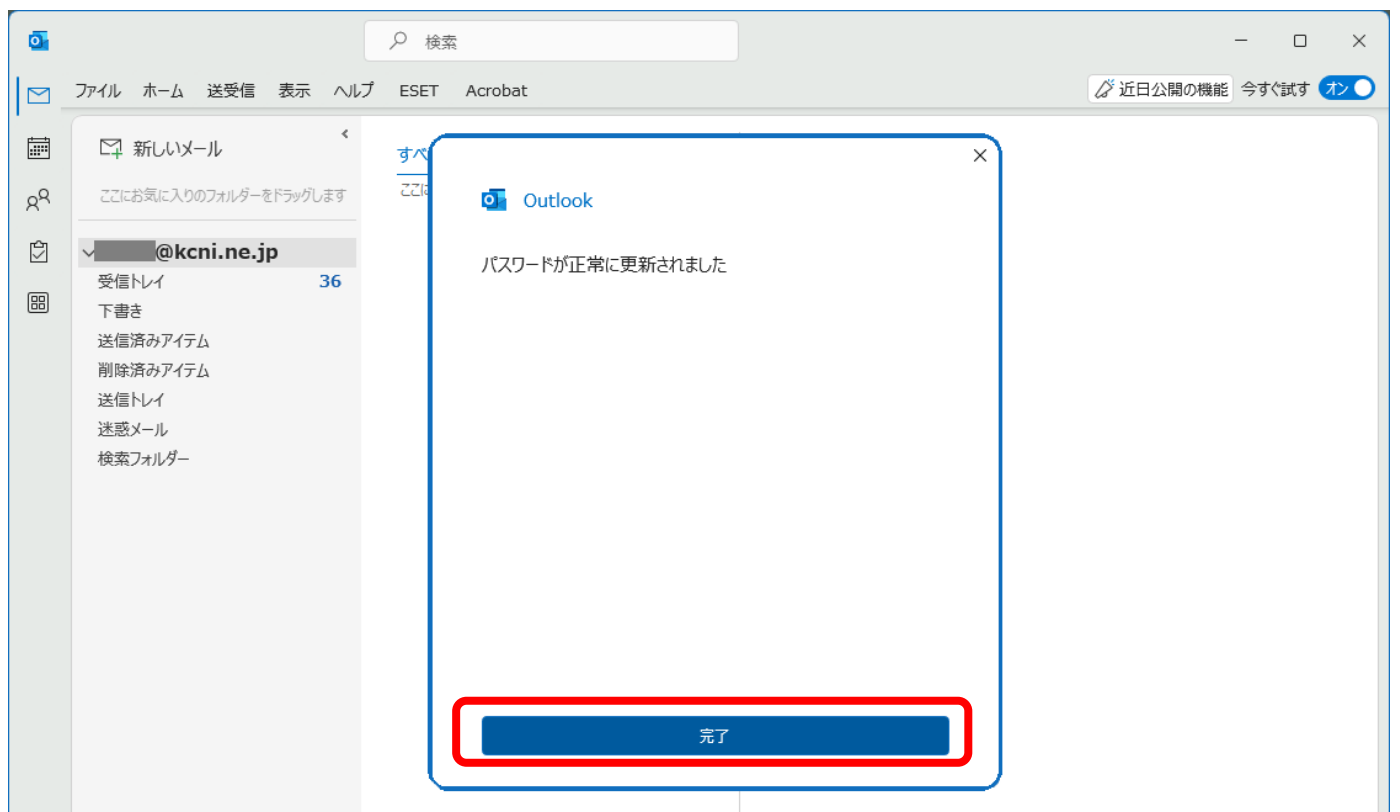 検索
ファイル ホーム 送受信 表示 ヘルプ ESET Acrobat
近日公開の機能 今すぐ試す オン
新しいメール
ここにお気に入りのフォルダーをドラッグします
@kcni.ne.jp
受信トレイ 36
下書き
送信済みアイテム
削除済みアイテム
送信トレイ
迷惑メール
検索フォルダー
すべ
ここに
Outlook
パスワードが正常に更新されました
完了